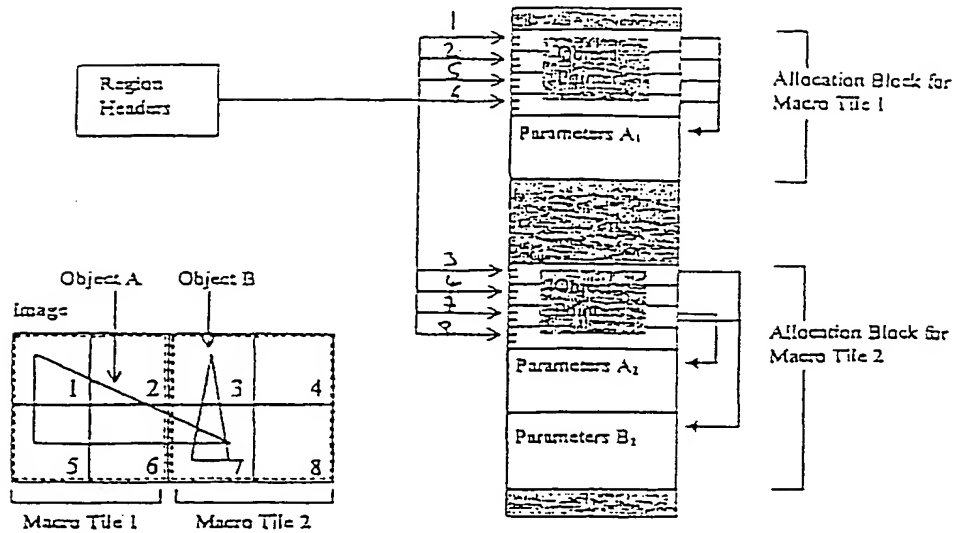 1
2
5
Region
Headers
Allocation Block for
Macro Tile 1
Parameters A₁
3
7
Allocation Block for
Macro Tile 2
Parameters A₂
Parameters B₂
Object A
Object B
Image
1
2
3
4
5
6
7
8
Macro Tile 1
Macro Tile 2